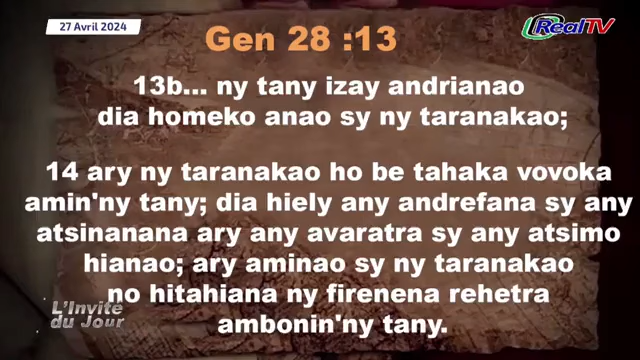 27 Avril 2024
RealTV
Gen 28 :13
13b... ny tany izay andrianao
dia homeko anao sy ny taranakao;
14 ary ny taranakao ho be tahaka vovoka
amin'ny tany; dia hiely any andrefana sy any
atsinanana ary any avaratra sy any atsimo
hianao; ary aminao sy ny taranakao
no hitahiana ny firenena rehetra
ambonin'ny tany.
L'Invité
du Jour